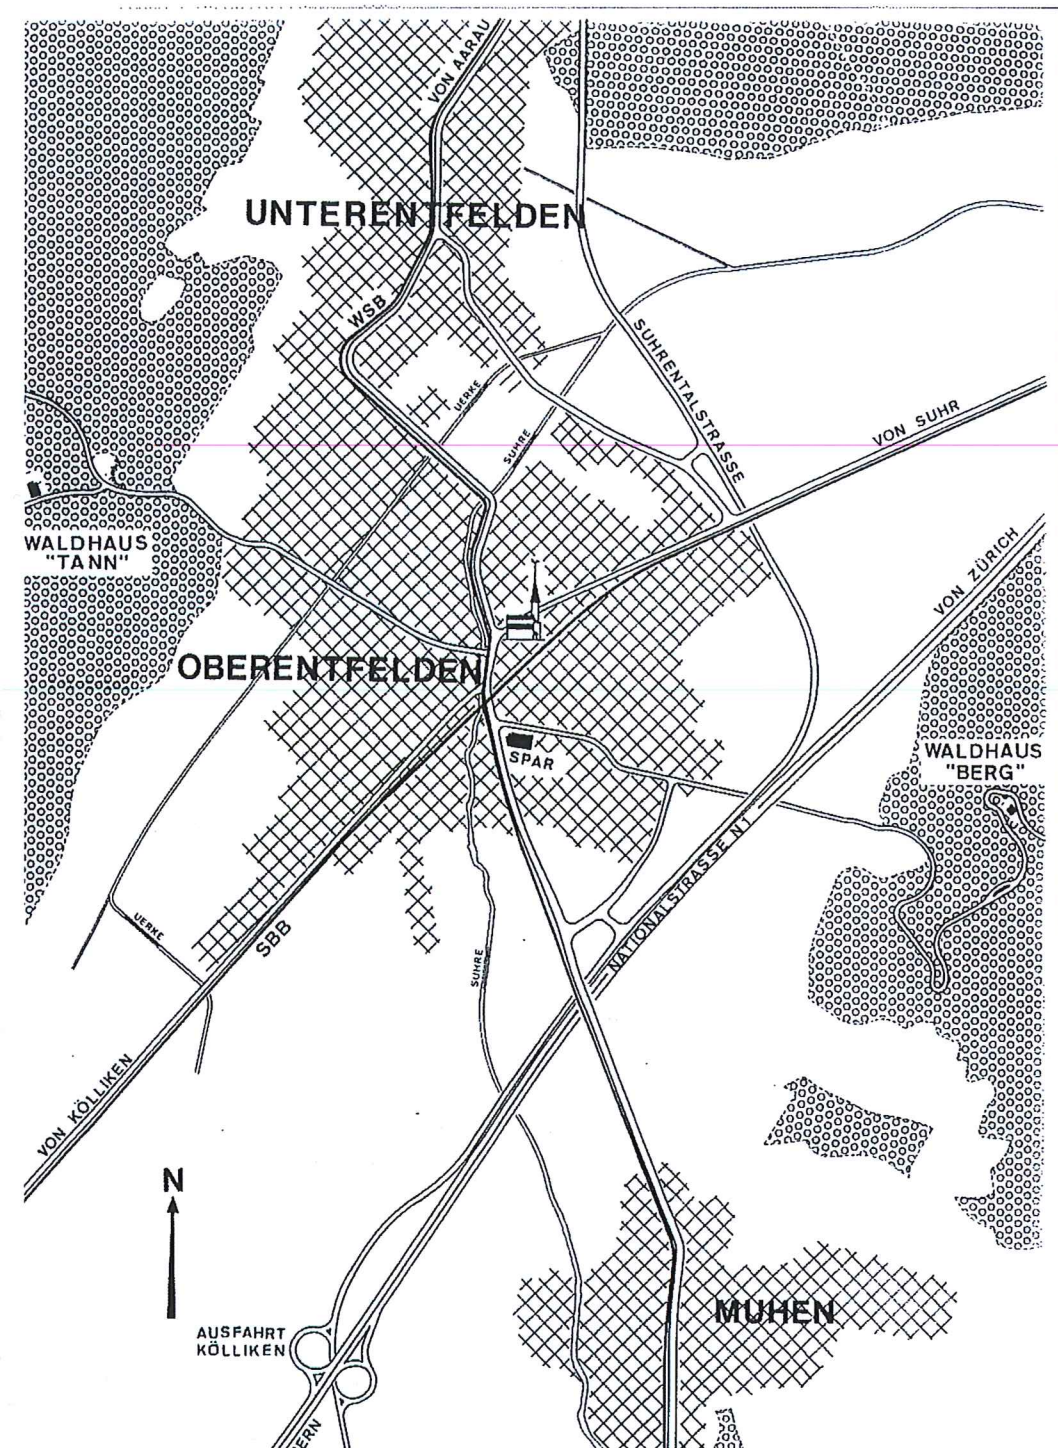 VON AARAU
UNTERENTFELDEN
WSB
SUHRENTALSTRASSE
UERKE
VON SUHR
SUHRE
WALDHAUS
"TANN"
VON ZÜRICH
OBERENTFELDEN
WALDHAUS
"BERG"
SPAR
NATIONALSTRASSE N1
UERKE
SBB
SUHRE
VON KÖLLIKEN
N
MUHEN
AUSFAHRT
KÖLLIKEN
ERN